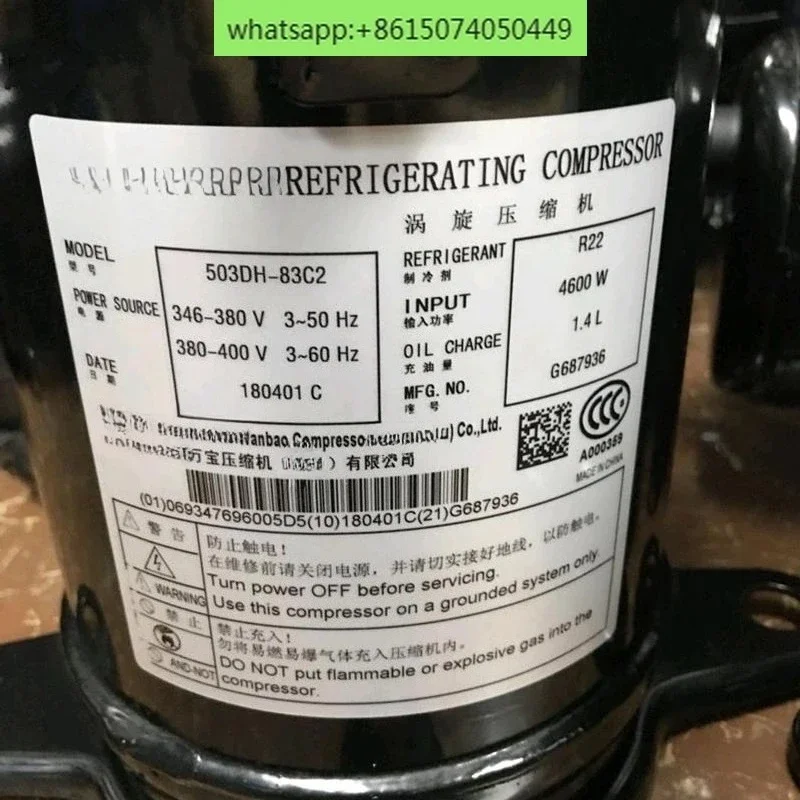 whatsapp:+8615074050449
REFRIGERATING COMPRESSOR
涡旋压缩机
MODEL
型号
503DH-83C2
POWER SOURCE
电源
346-380 V 3~50 Hz
380-400 V 3~60 Hz
DATE
日期
180401 C
REFRIGERANT
制冷剂
R22
INPUT
输入功率
4600 W
OIL CHARGE
充油量
1.4 L
MFG. NO.
序号
G687936
Wanbao Compressor Co.,Ltd.
万宝压缩机 ) 有限公司
CCC
A000369
MADE IN CHINA
(01)069347696005D5(10)180401C(21)G687936
警告
WARNING
防止触电!
在维修前请关闭电源,并请切实接好地线,以防触电。
Turn power OFF before servicing.
Use this compressor on a grounded system only.
禁止
AND-NOT
禁止充入!
勿将易燃易爆气体充入压缩机内。
DO NOT put flammable or explosive gas into the
compressor.